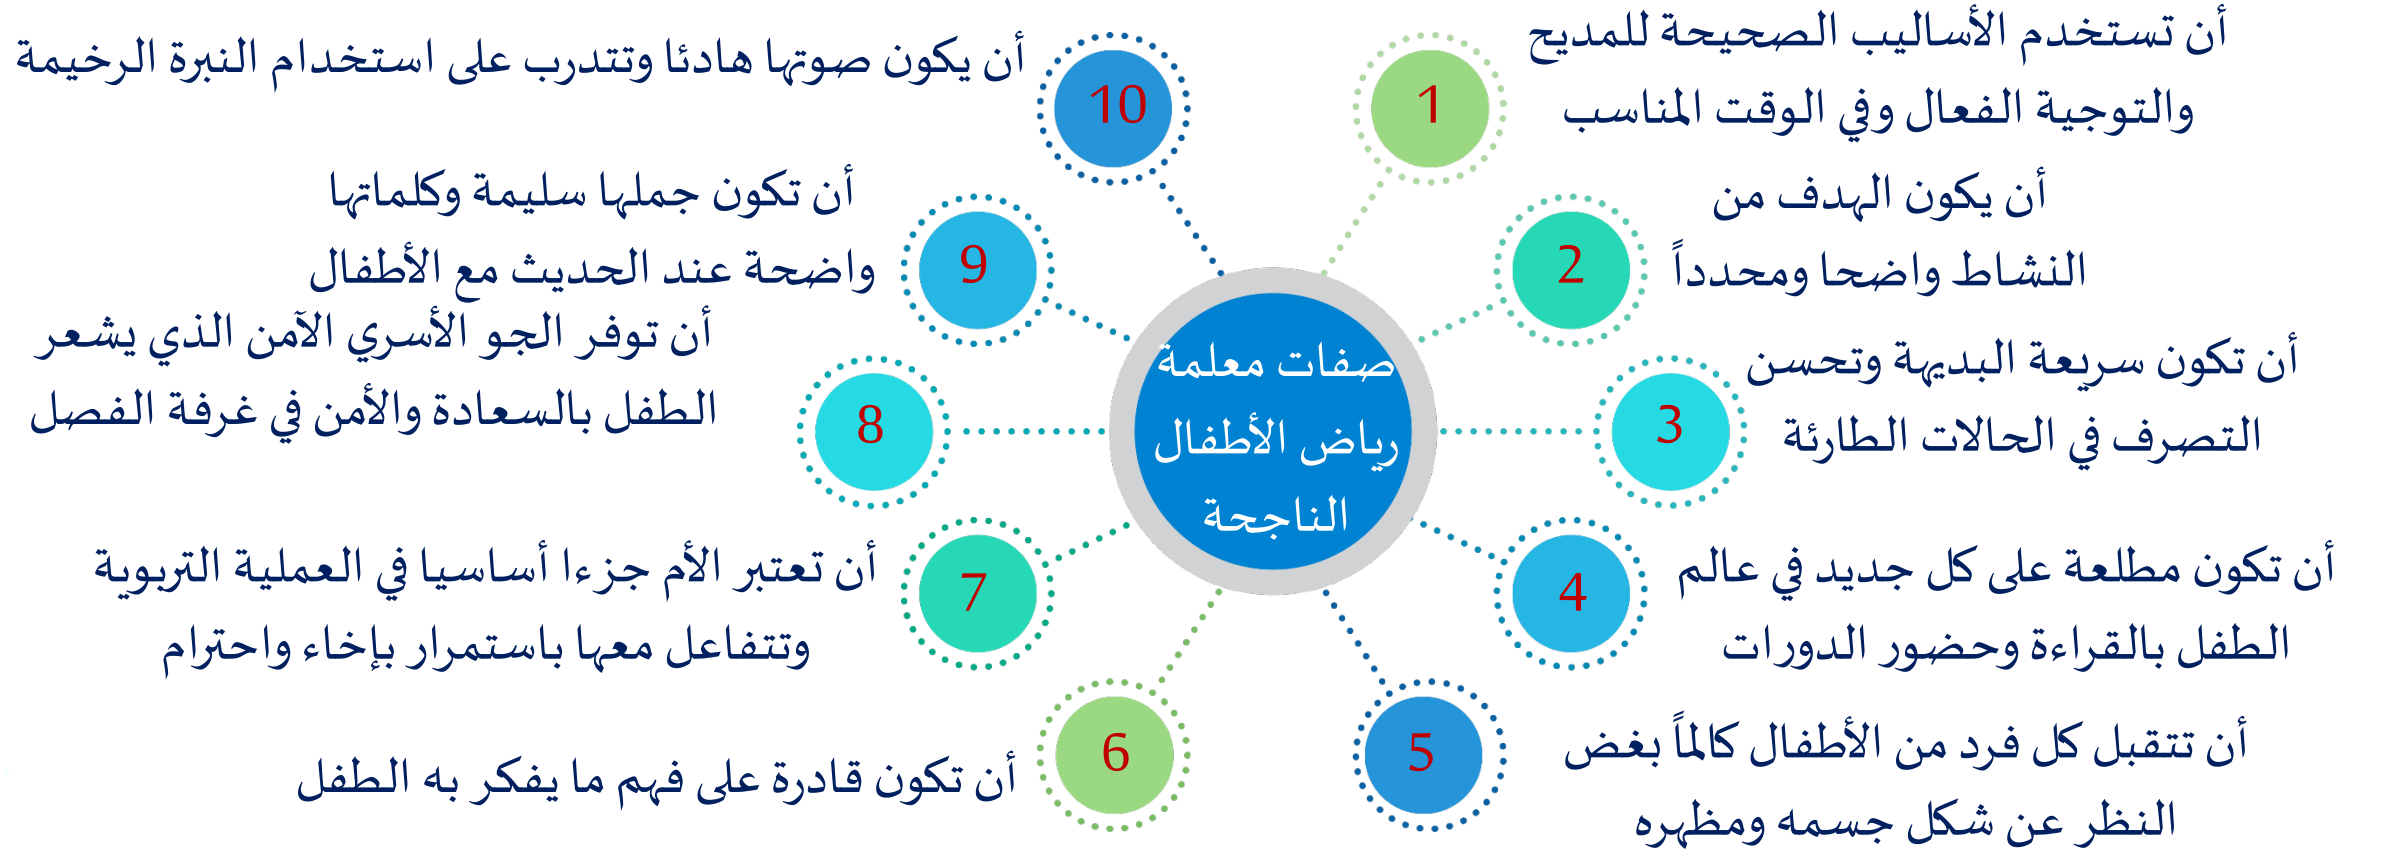 صفات معلمة
رياض الأطفال
الناجحة
1
أن تستخدم الأساليب الصحيحة للمديح
والتوجية الفعال وفي الوقت المناسب
2
أن يكون الهدف من
النشاط واضحا ومحدداً
3
أن تكون سريعة البديهة وتحسن
التصرف في الحالات الطارئة
4
أن تكون مطلعة على كل جديد في عالم
الطفل بالقراءة وحضور الدورات
5
أن تتقبل كل فرد من الأطفال كالماً بغض
النظر عن شكل جسمه ومظهره
6
أن تكون قادرة على فهم ما يفكر به الطفل
7
أن تعتبر الأم جزءا أساسيا في العملية التربوية
وتتفاعل معها باستمرار بإخاء واحترام
8
أن توفر الجو الأسري الآمن الذي يشعر
الطفل بالسعادة والأمن في غرفة الفصل
9
أن تكون جملها سليمة وكلماتها
واضحة عند الحديث مع الأطفال
10
أن يكون صوتها هادئا وتتدرب على استخدام النبرة الرخيمة